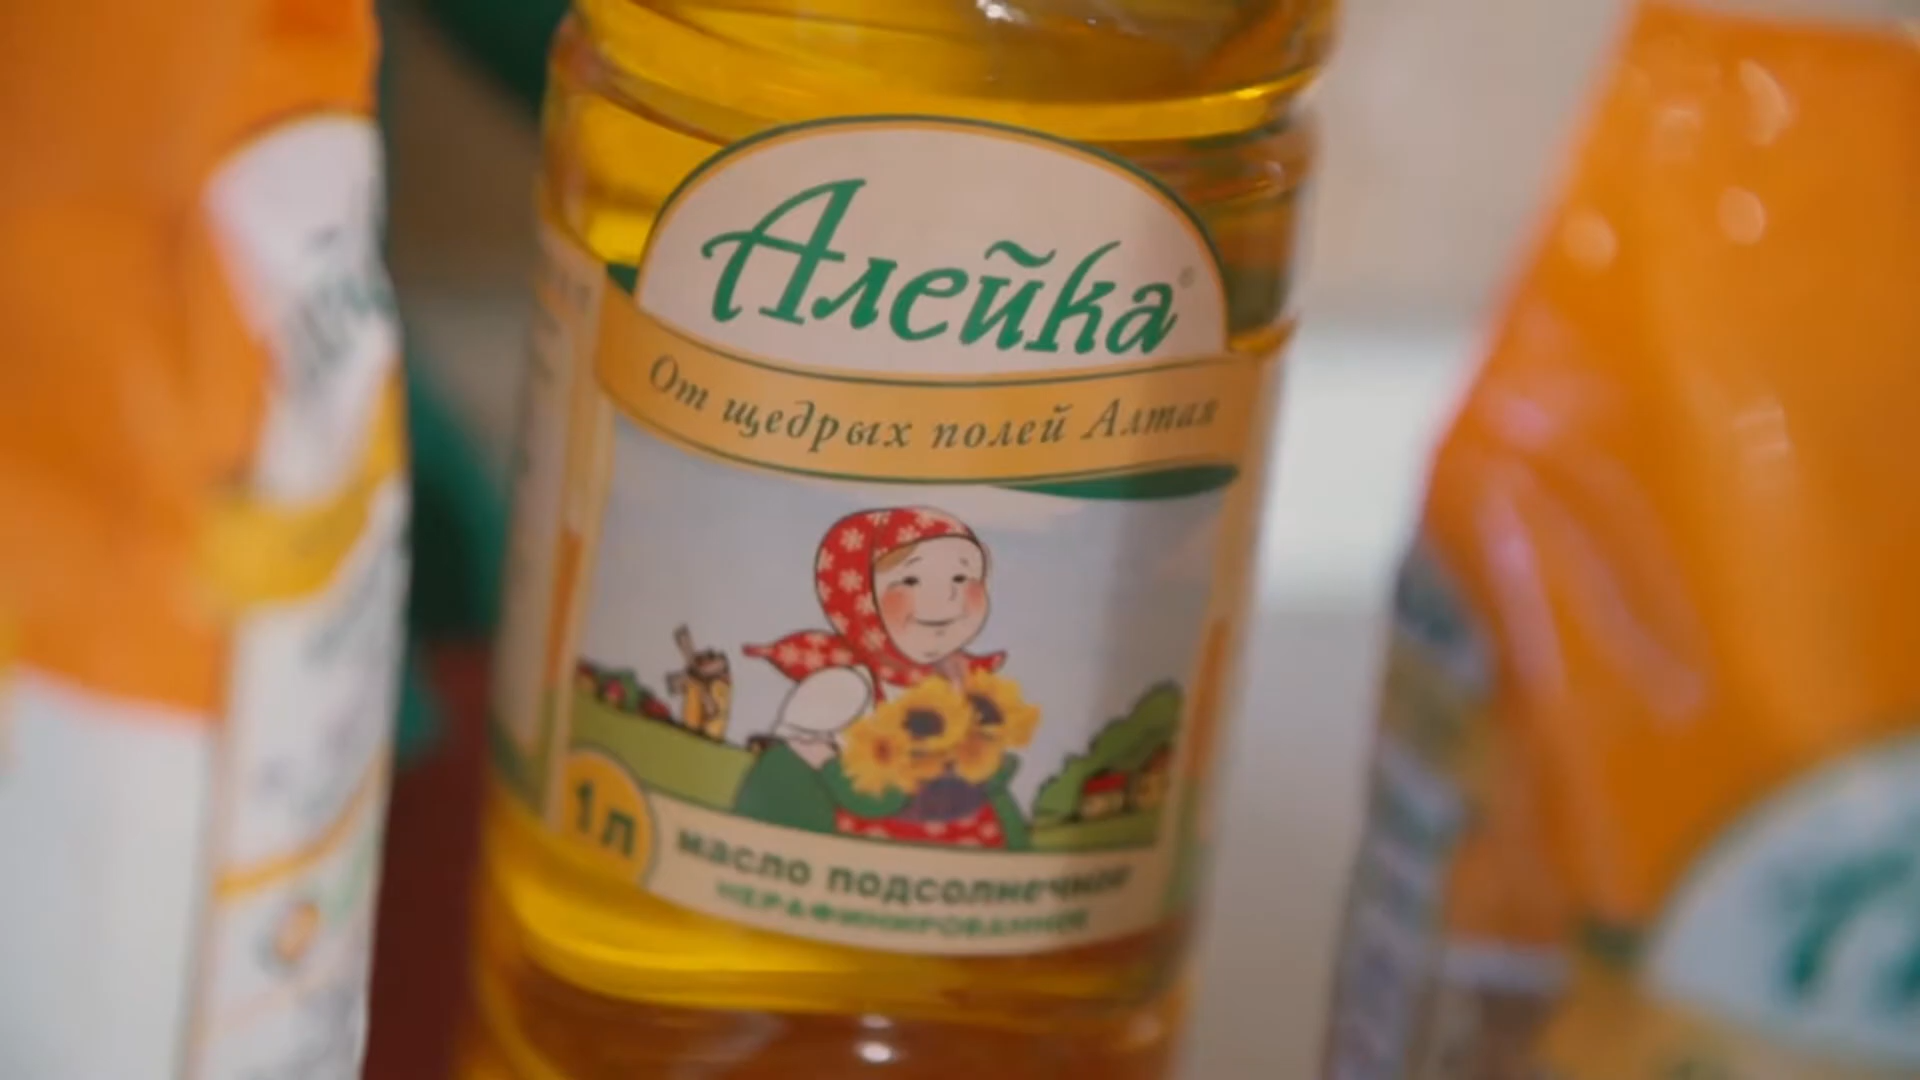 Алейка
От щедрых полей Алтая
1л
масло подсолнечное
НЕРАФИНИРОВАННОЕ